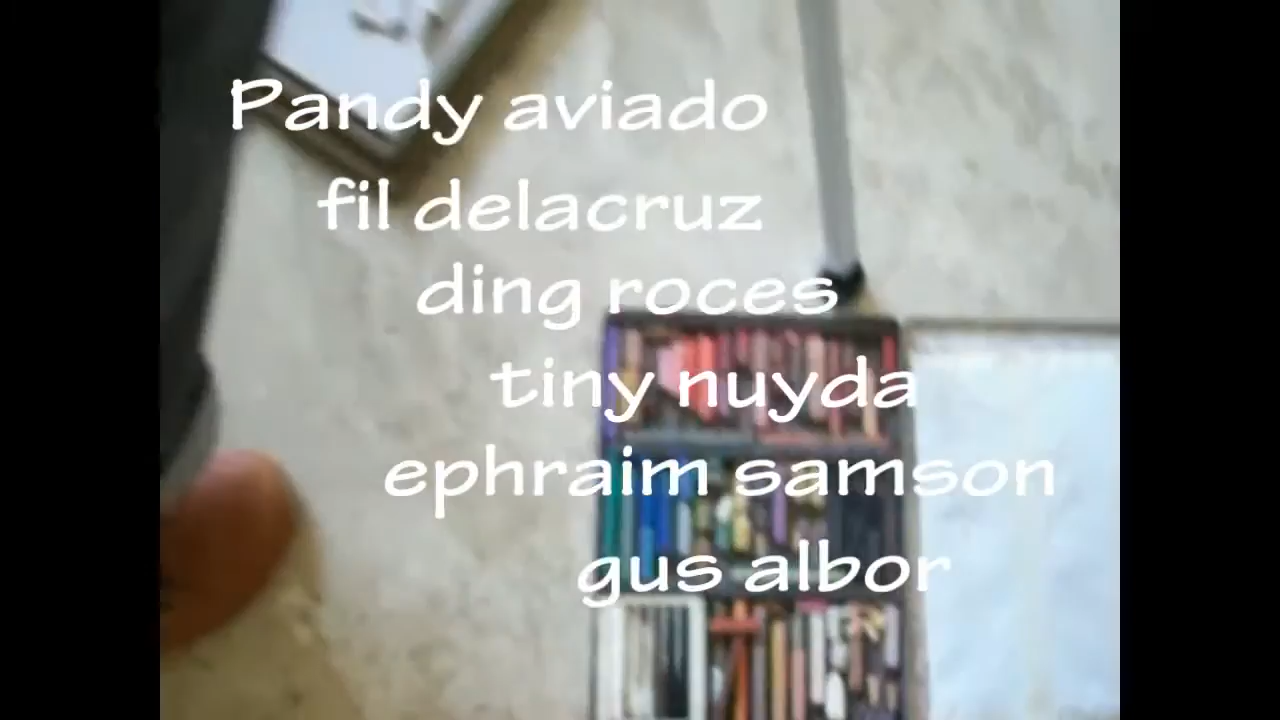 Pandy aviado
fil delacruz
ding roces
tiny nuyda
ephraim samson
gus albor